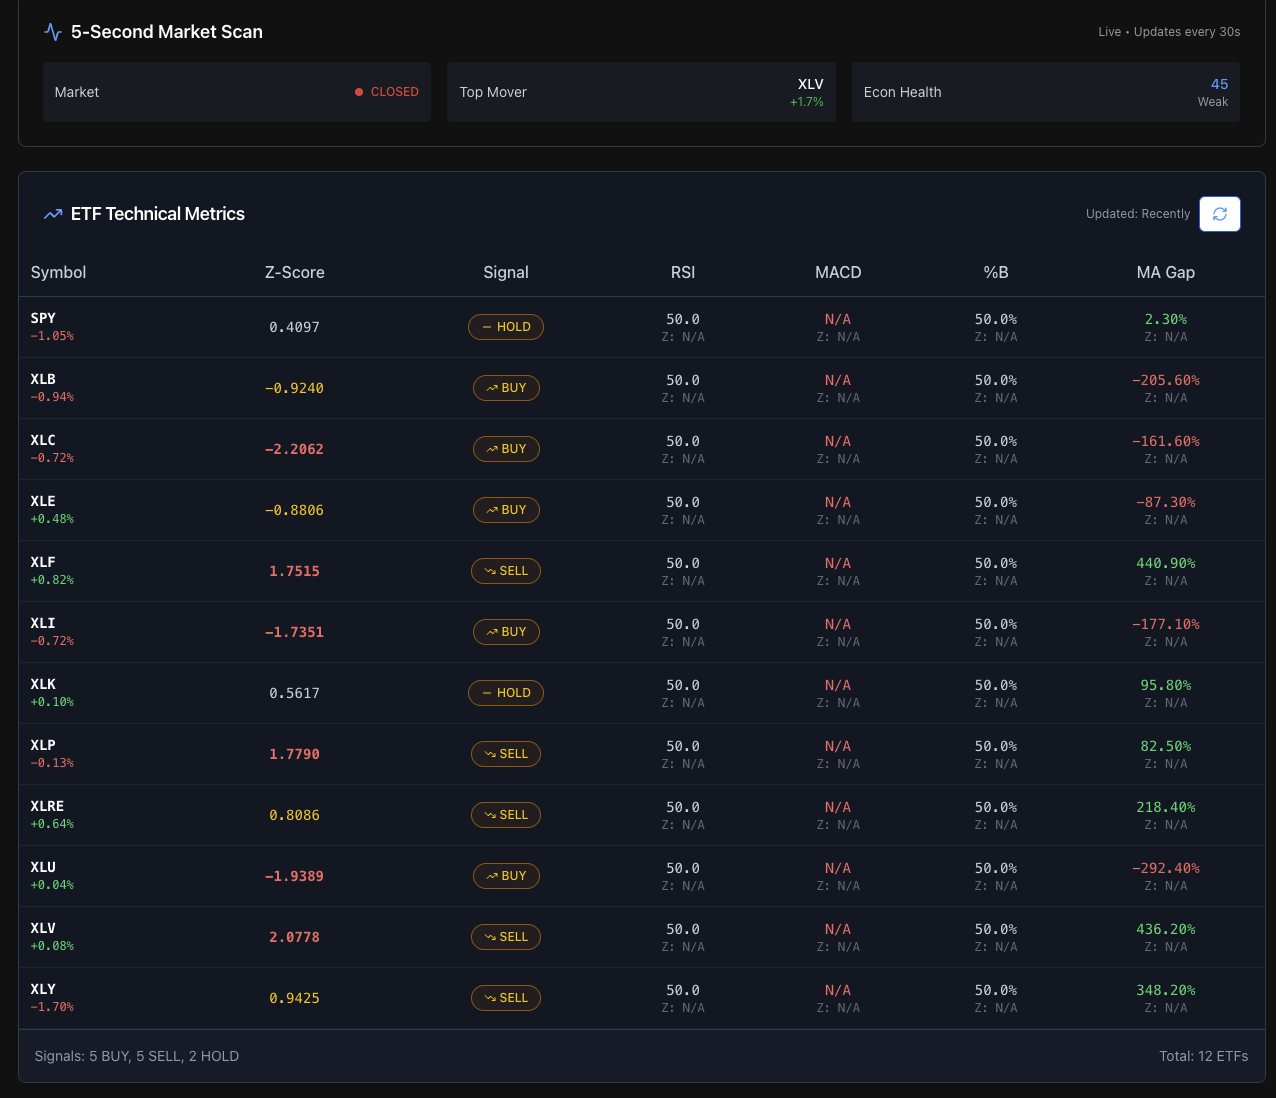 5-Second Market Scan
Live • Updates every 30s
Market
CLOSED
Top Mover
XLV
+1.7%
Econ Health
45
Weak
ETF Technical Metrics
Updated: Recently
Symbol Z-Score Signal RSI MACD %B MA Gap
SPY 0.4097 HOLD 50.0 N/A 50.0% 2.30%
−1.05% Z: N/A Z: N/A Z: N/A Z: N/A
XLB −0.9240 BUY 50.0 N/A 50.0% −205.60%
−0.94% Z: N/A Z: N/A Z: N/A Z: N/A
XLC −2.2062 BUY 50.0 N/A 50.0% −161.60%
−0.72% Z: N/A Z: N/A Z: N/A Z: N/A
XLE −0.8806 BUY 50.0 N/A 50.0% −87.30%
+0.48% Z: N/A Z: N/A Z: N/A Z: N/A
XLF 1.7515 SELL 50.0 N/A 50.0% 440.90%
+0.82% Z: N/A Z: N/A Z: N/A Z: N/A
XLI −1.7351 BUY 50.0 N/A 50.0% −177.10%
−0.72% Z: N/A Z: N/A Z: N/A Z: N/A
XLK 0.5617 HOLD 50.0 N/A 50.0% 95.80%
+0.10% Z: N/A Z: N/A Z: N/A Z: N/A
XLP 1.7790 SELL 50.0 N/A 50.0% 82.50%
−0.13% Z: N/A Z: N/A Z: N/A Z: N/A
XLRE 0.8086 SELL 50.0 N/A 50.0% 218.40%
+0.64% Z: N/A Z: N/A Z: N/A Z: N/A
XLU −1.9389 BUY 50.0 N/A 50.0% −292.40%
+0.04% Z: N/A Z: N/A Z: N/A Z: N/A
XLV 2.0778 SELL 50.0 N/A 50.0% 436.20%
+0.08% Z: N/A Z: N/A Z: N/A Z: N/A
XLY 0.9425 SELL 50.0 N/A 50.0% 348.20%
−1.70% Z: N/A Z: N/A Z: N/A Z: N/A
Signals: 5 BUY, 5 SELL, 2 HOLD
Total: 12 ETFs